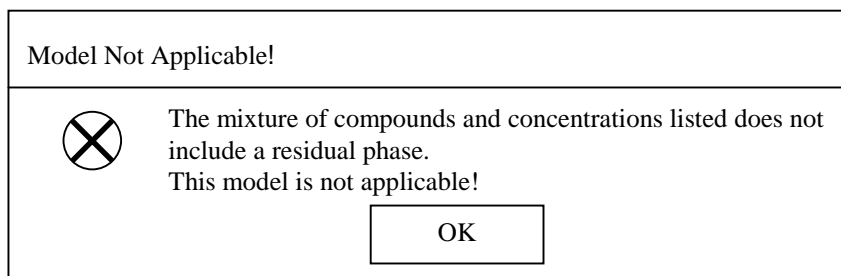 Model Not Applicable!
The mixture of compounds and concentrations listed does not
include a residual phase.
This model is not applicable!
OK